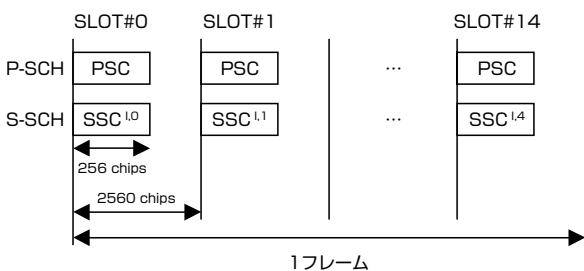 SLOT#0 SLOT#1 SLOT#14
P-SCH PSC PSC … PSC
S-SCH SSC I,0 SSC I,1 … SSC I,4
256 chips
2560 chips
1フレーム